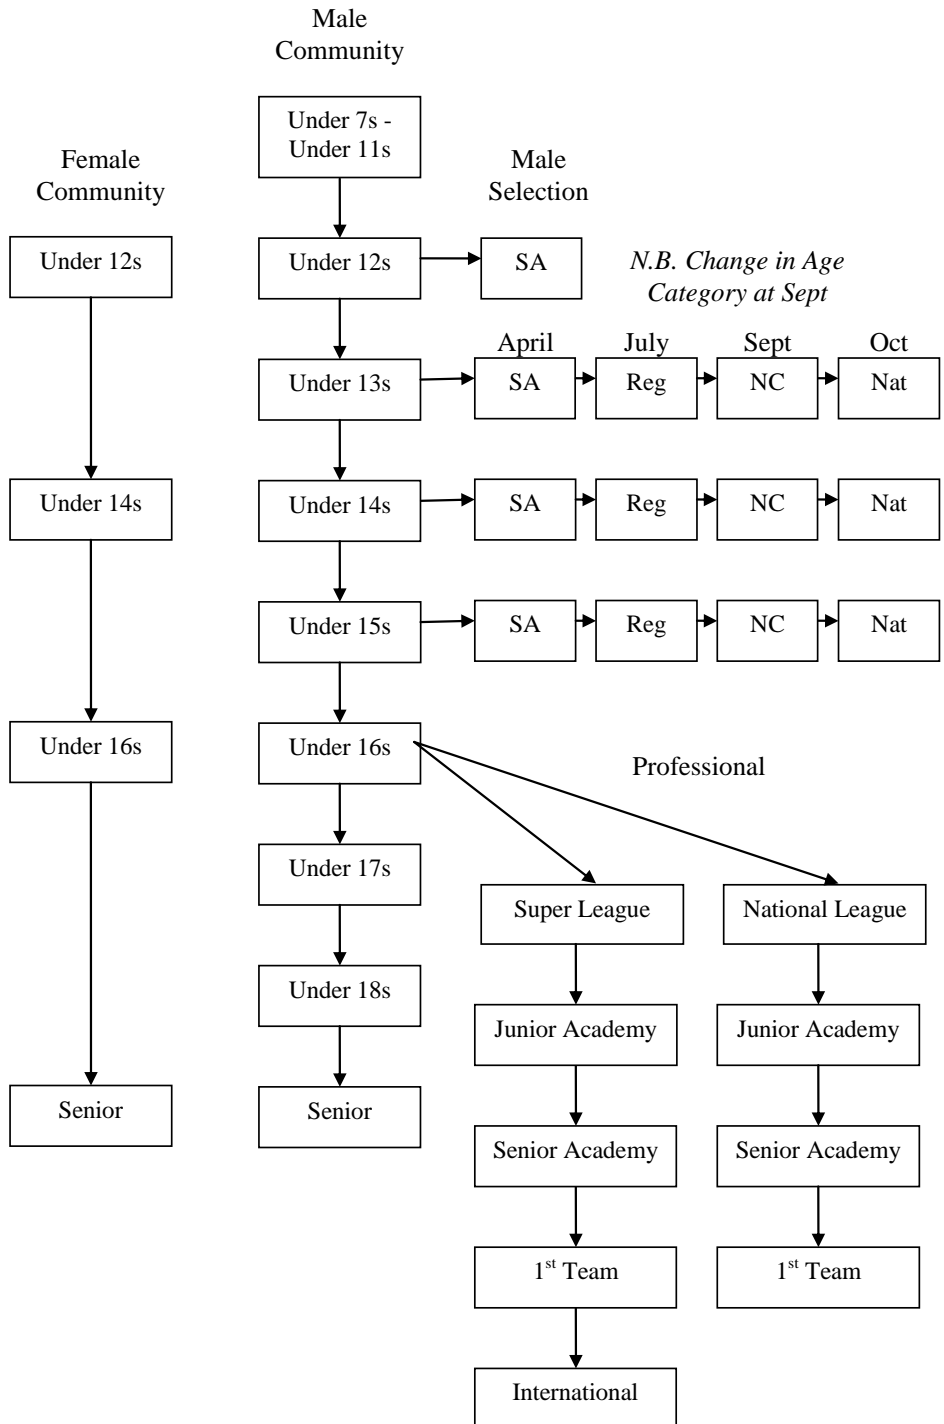 Male
Community
Under 7s -
Under 11s
Female
Community
Male
Selection
Under 12s
Under 12s
SA
N.B. Change in Age
Category at Sept
April
July
Sept
Oct
Under 13s
SA
Reg
NC
Nat
Under 14s
Under 14s
SA
Reg
NC
Nat
Under 15s
SA
Reg
NC
Nat
Under 16s
Under 16s
Professional
Under 17s
Super League
National League
Under 18s
Junior Academy
Junior Academy
Senior
Senior
Senior Academy
Senior Academy
1st Team
1st Team
International